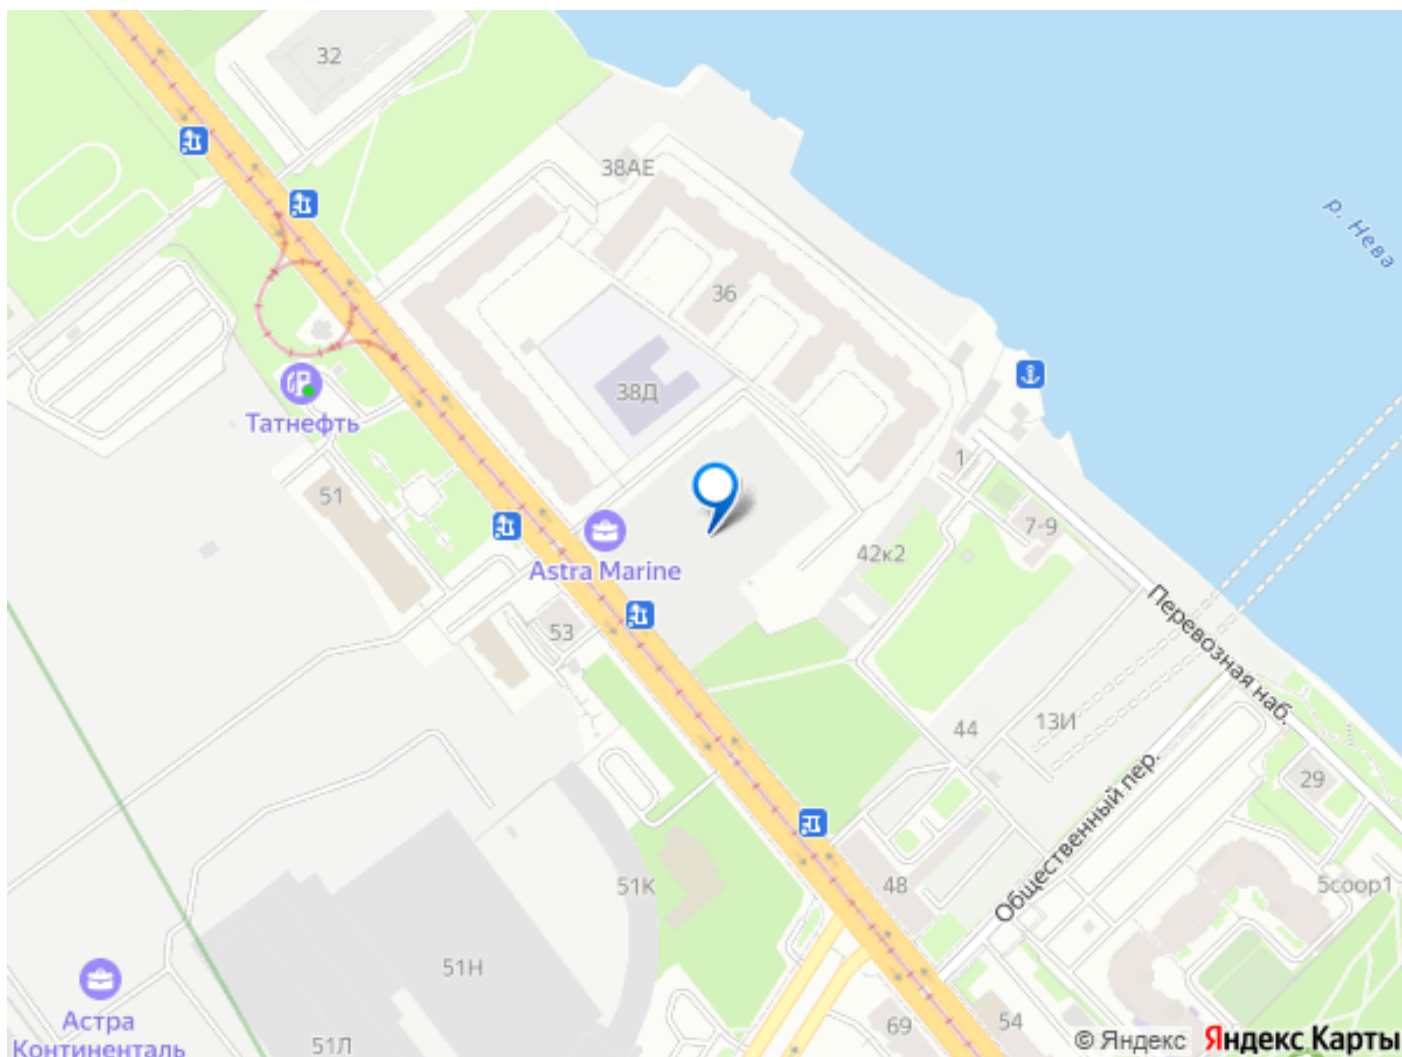 32
38АЕ
р. Нева
36
38Д
Татнефть
51
1
7-9
Astra Marine
42к2
53
Перевозная наб.
44
13И
29
Общественный пер.
51К
48
5соор1
51Н
Астра
Континенталь
51Л
69
54
© Яндекс Яндекс Карты